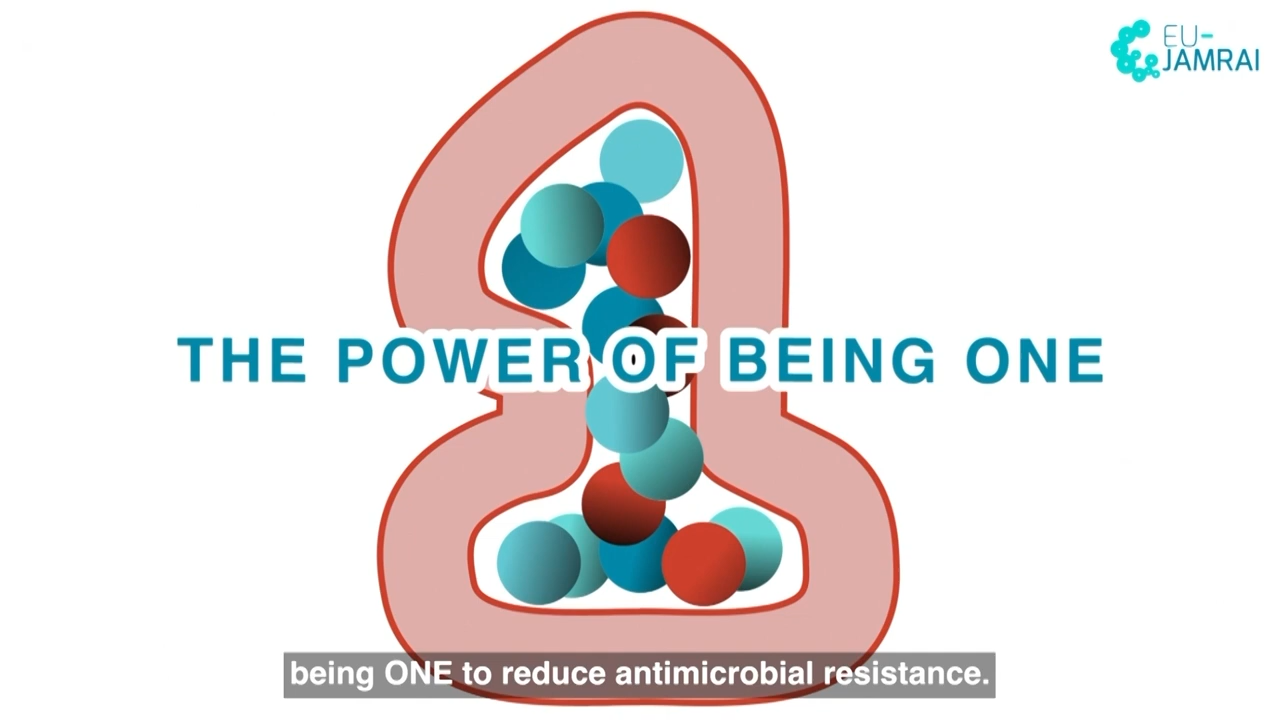 EU-
JAMRAI
THE POWER OF BEING ONE
being ONE to reduce antimicrobial resistance.